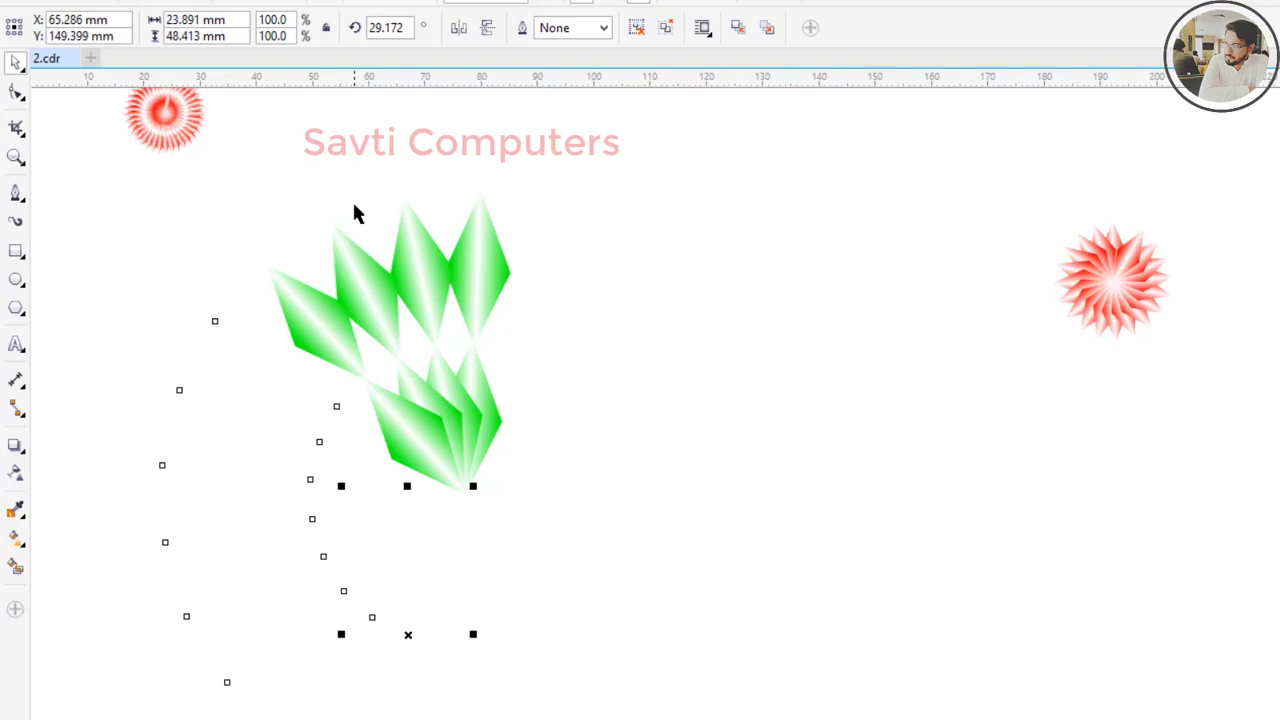 X: 65.286 mm 23.891 mm 100.0 %
Y: 149.399 mm 48.413 mm 100.0 % 29.172 ° None
2.cdr
10 20 30 40 50 60 70 80 90 100 110 120 130 140 150 160 170 180 190 200
Savti Computers